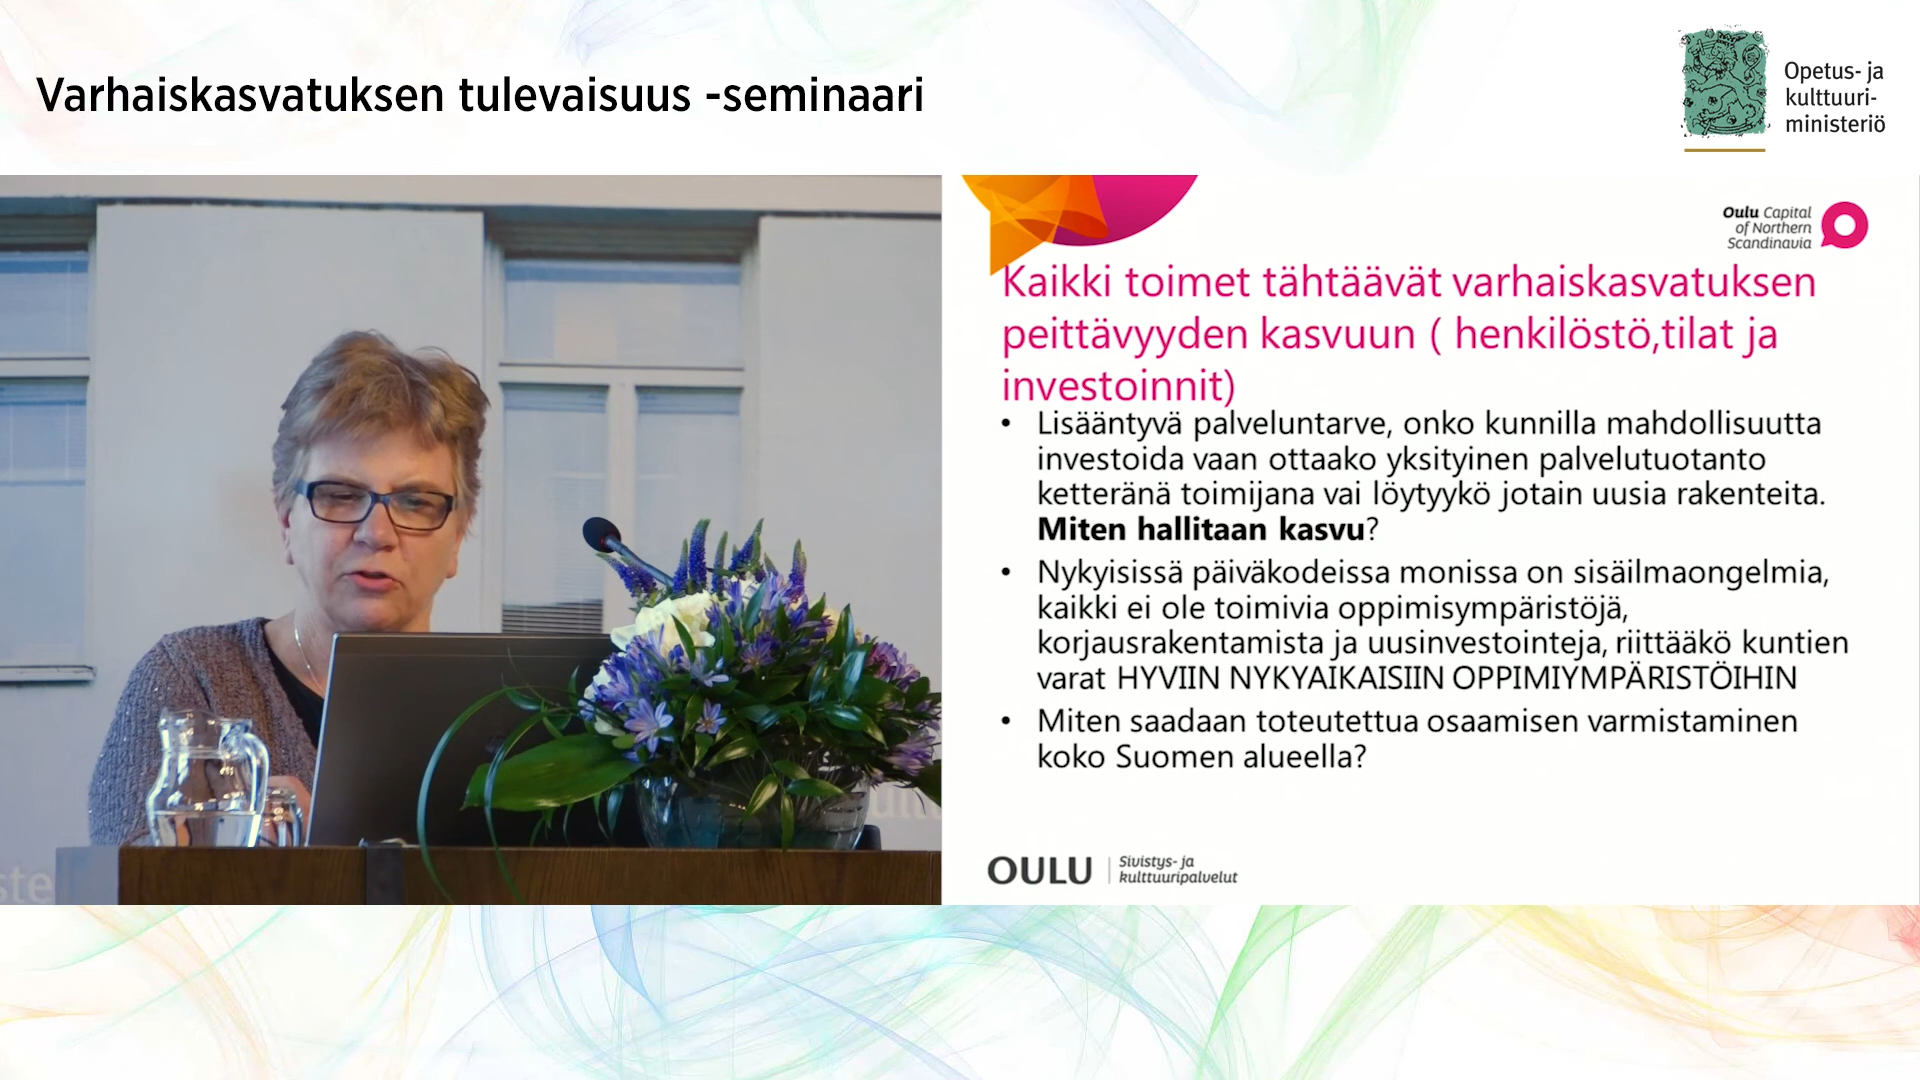 Varhaiskasvatuksen tulevaisuus -seminaari
Opetus- ja
kulttuuri-
ministeriö
Oulu Capital
of Northern
Scandinavia
Kaikki toimet tähtäävät varhaiskasvatuksen
peittävyyden kasvuun ( henkilöstö,tilat ja
investoinnit)
• Lisääntyvä palveluntarve, onko kunnilla mahdollisuutta
investoida vaan ottaako yksityinen palvelutuotanto
ketteränä toimijana vai löytyykö jotain uusia rakenteita.
Miten hallitaan kasvu?
• Nykyisissä päiväkodeissa monissa on sisäilmaongelmia,
kaikki ei ole toimivia oppimisympäristöjä,
korjausrakentamista ja uusinvestointeja, riittääkö kuntien
varat HYVIIN NYKYAIKAISIIN OPPIMIYMPÄRISTÖIHIN
• Miten saadaan toteutettua osaamisen varmistaminen
koko Suomen alueella?
OULU
Sivistys- ja
kulttuuripalvelut
ste